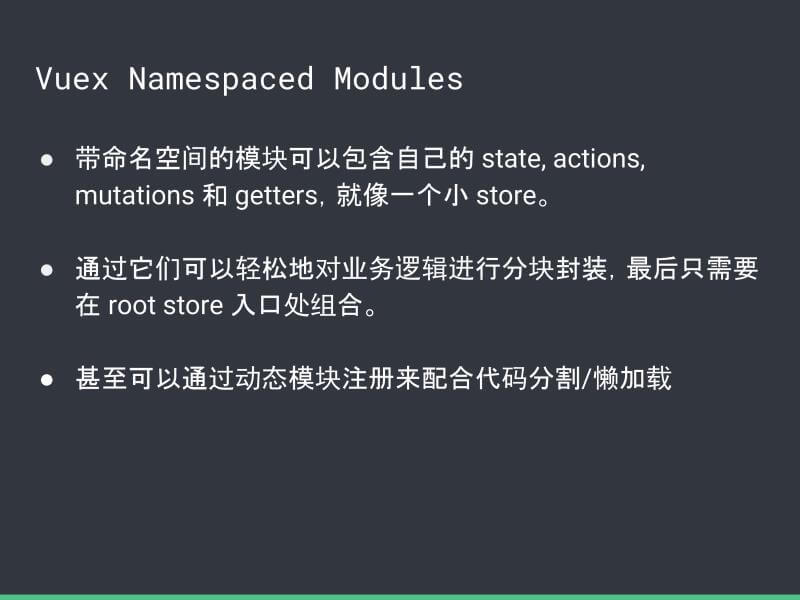 Vuex Namespaced Modules
● 带命名空间的模块可以包含自己的 state, actions,
mutations 和 getters，就像一个小 store。
● 通过它们可以轻松地对业务逻辑进行分块封装，最后只需要
在 root store 入口处组合。
● 甚至可以通过动态模块注册来配合代码分割/懒加载